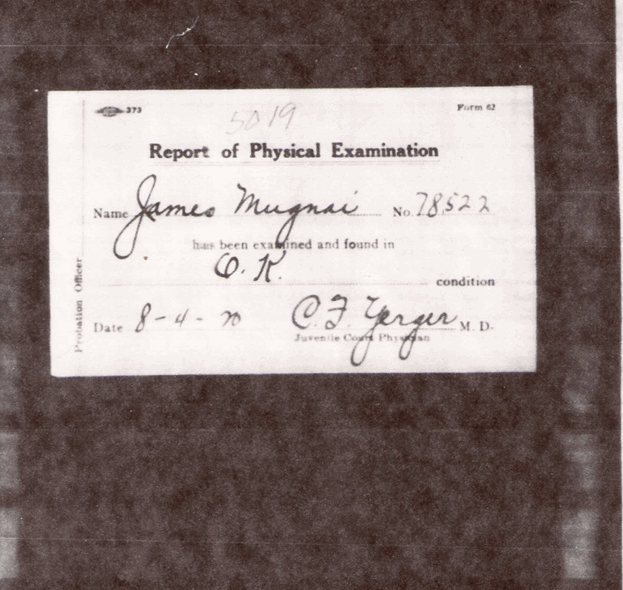 373
Form 62
5019
Report of Physical Examination
Name James Mugnai No. 78522
has been examined and found in
O.K.
condition
Date 8-4-20 C. F. Yerger M. D.
Juvenile Court Physician
Probation Officer